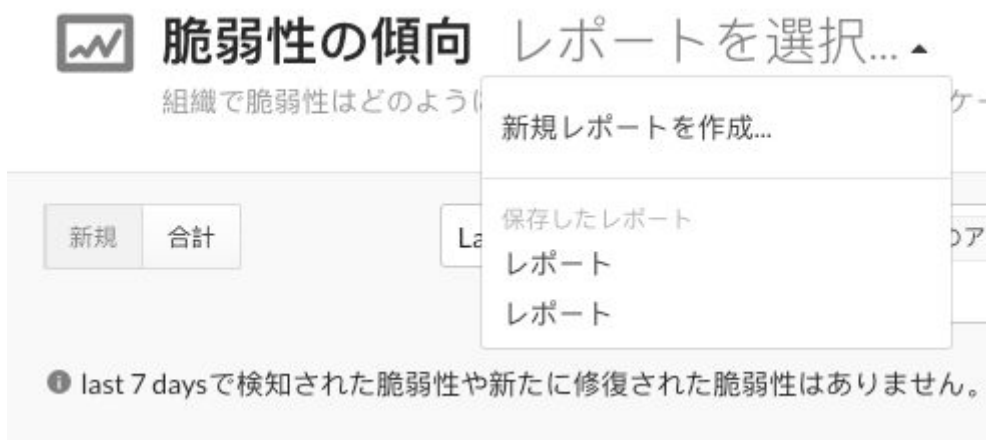 脆弱性の傾向 レポートを選択...
組織で脆弱性はどのように
新規レポートを作成...
新規 合計
保存したレポート
レポート
レポート
last 7 daysで検知された脆弱性や新たに修復された脆弱性はありません。